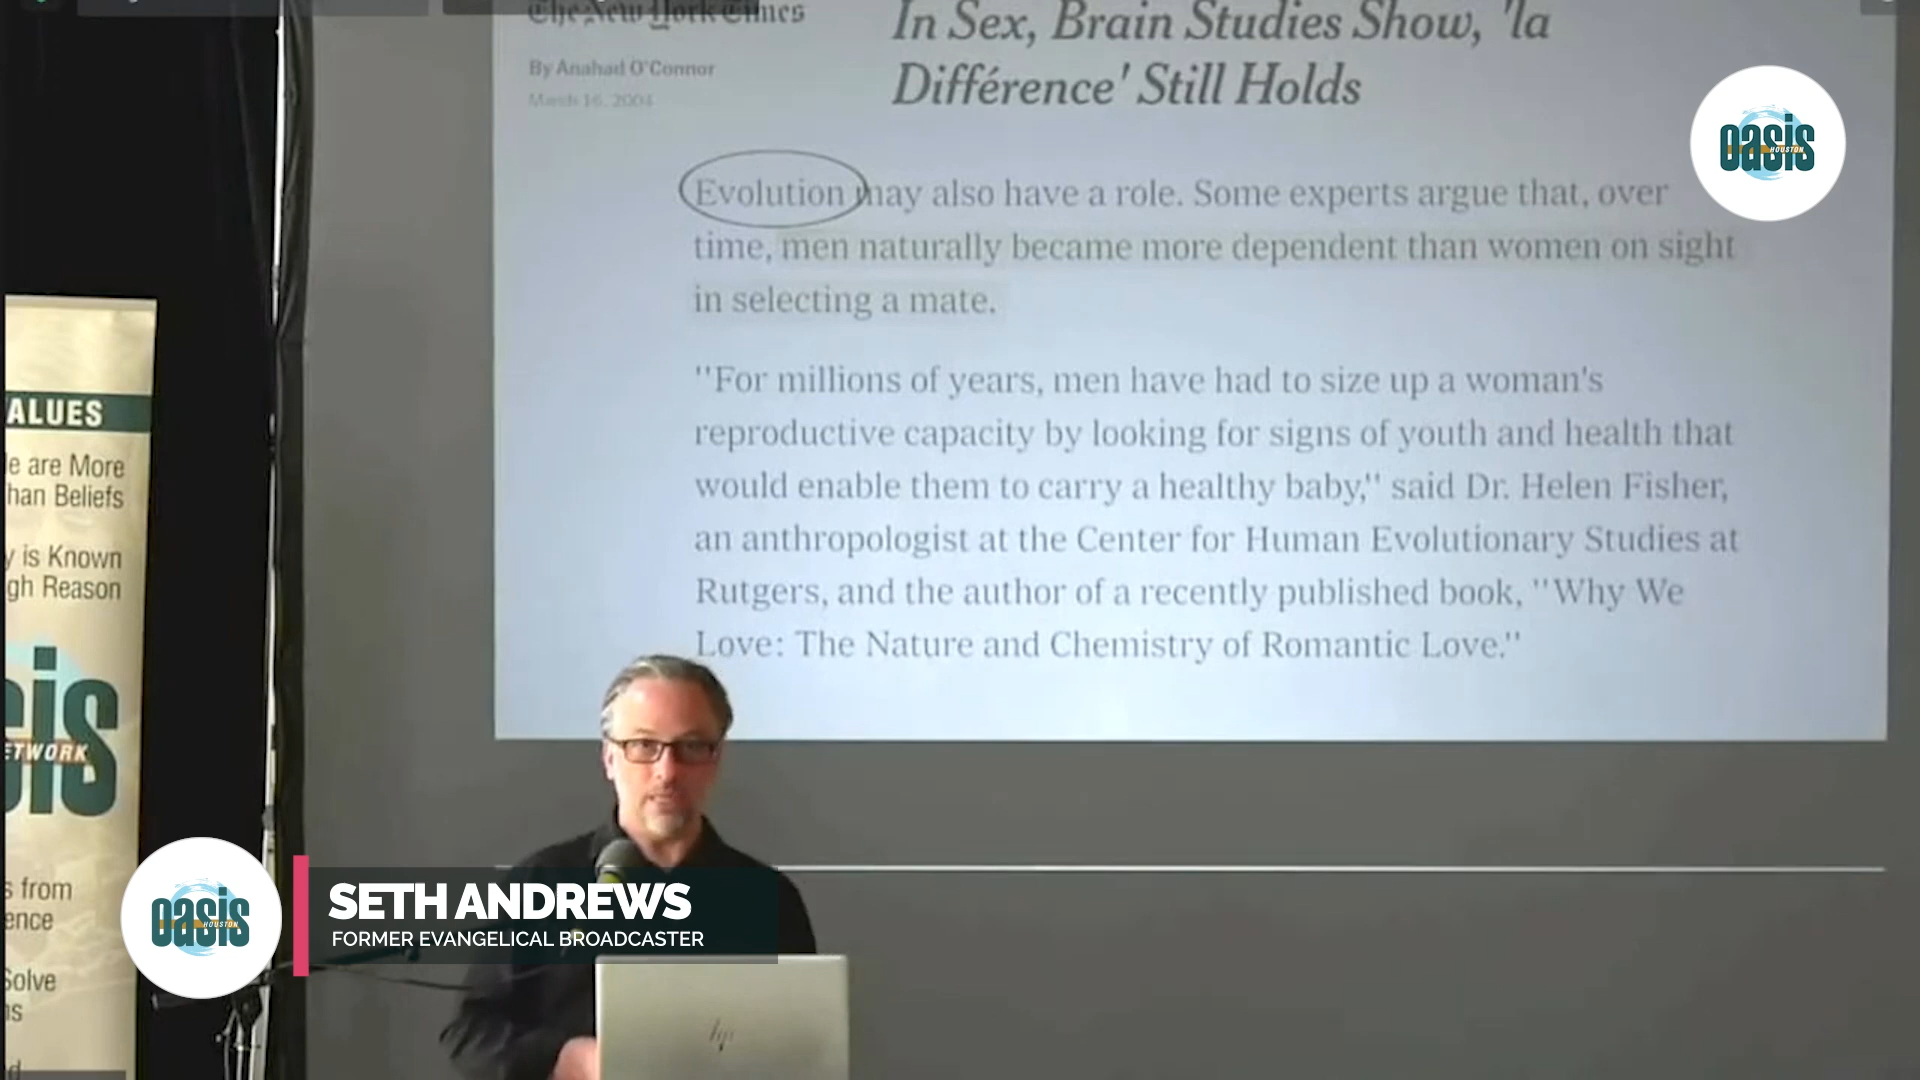 The New York Times
In Sex, Brain Studies Show, 'la
Différence' Still Holds
By Anahad O'Connor
March 16, 2004
Evolution may also have a role. Some experts argue that, over
time, men naturally became more dependent than women on sight
in selecting a mate.
"For millions of years, men have had to size up a woman's
reproductive capacity by looking for signs of youth and health that
would enable them to carry a healthy baby," said Dr. Helen Fisher,
an anthropologist at the Center for Human Evolutionary Studies at
Rutgers, and the author of a recently published book, "Why We
Love: The Nature and Chemistry of Romantic Love."
oasis
HOUSTON
ALUES
e are More
han Beliefs
y is Known
gh Reason
sis
ETWORK
s from
ence
Solve
ns
d
oasis
HOUSTON
SETH ANDREWS
FORMER EVANGELICAL BROADCASTER
hp